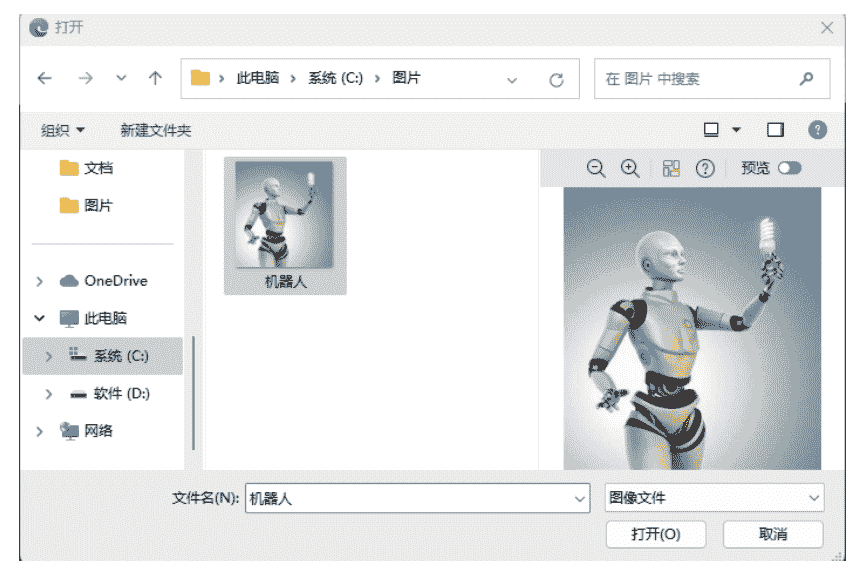 打开
此电脑 系统 (C:) 图片
在 图片 中搜索
组织 新建文件夹
文档
图片
OneDrive
此电脑
系统 (C:)
软件 (D:)
网络
机器人
预览
文件名(N): 机器人 图像文件
打开(O) 取消